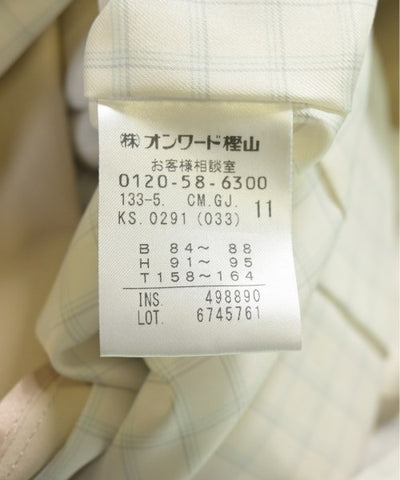 ㈱オンワード樫山
お客様相談室
0120-58-6300
133-5. CM.GJ.
KS. 0291 (033) 11
B 84～ 88
H 91～ 95
T 158～164
INS. 498890
LOT. 6745761